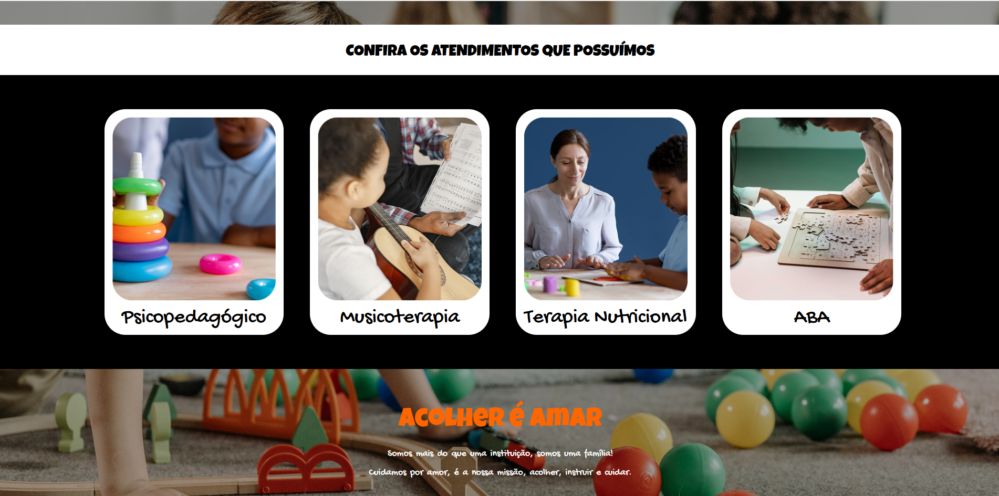 CONFIRA OS ATENDIMENTOS QUE POSSUÍMOS
Psicopedagógico
Musicoterapia
Terapia Nutricional
ABA
ACOLHER É AMAR
Somos mais do que uma instituição, somos uma família!
Cuidamos por amor, é a nossa missão, acolher, instruir e cuidar.